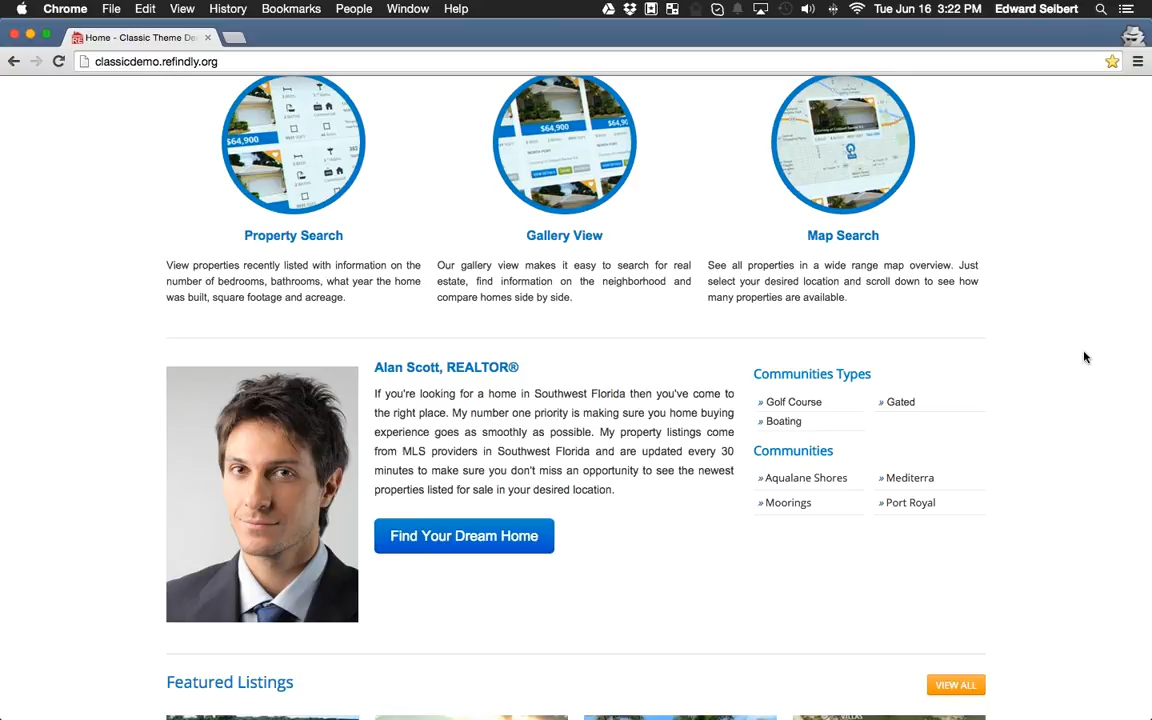 Chrome File Edit View History Bookmarks People Window Help Tue Jun 16 3:22 PM Edward Seibert
Home - Classic Theme De
classicdemo.refindly.org
$64,900 $64,900
Property Search Gallery View Map Search
View properties recently listed with information on the number of bedrooms, bathrooms, what year the home was built, square footage and acreage.
Our gallery view makes it easy to search for real estate, find information on the neighborhood and compare homes side by side.
See all properties in a wide range map overview. Just select your desired location and scroll down to see how many properties are available.
Alan Scott, REALTOR®
If you're looking for a home in Southwest Florida then you've come to
the right place. My number one priority is making sure you home buying
experience goes as smoothly as possible. My property listings come
from MLS providers in Southwest Florida and are updated every 30
minutes to make sure you don't miss an opportunity to see the newest
properties listed for sale in your desired location.
Find Your Dream Home
Communities Types
» Golf Course » Gated
» Boating
Communities
» Aqualane Shores » Mediterra
» Moorings » Port Royal
Featured Listings VIEW ALL